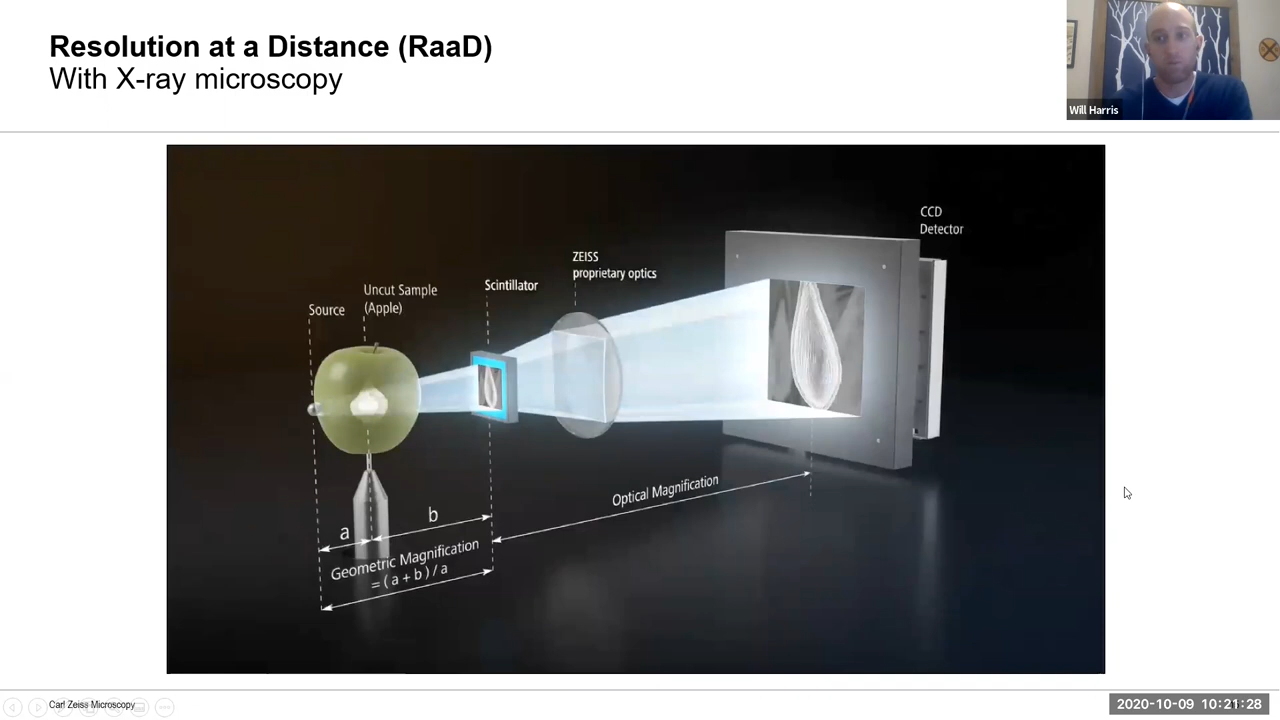 Resolution at a Distance (RaaD)
With X-ray microscopy
Will Harris
CCD
Detector
ZEISS
proprietary optics
Scintillator
Uncut Sample
(Apple)
Source
Optical Magnification
b
a
Geometric Magnification
= ( a + b ) / a
Carl Zeiss Microscopy
2020-10-09 10:21:28